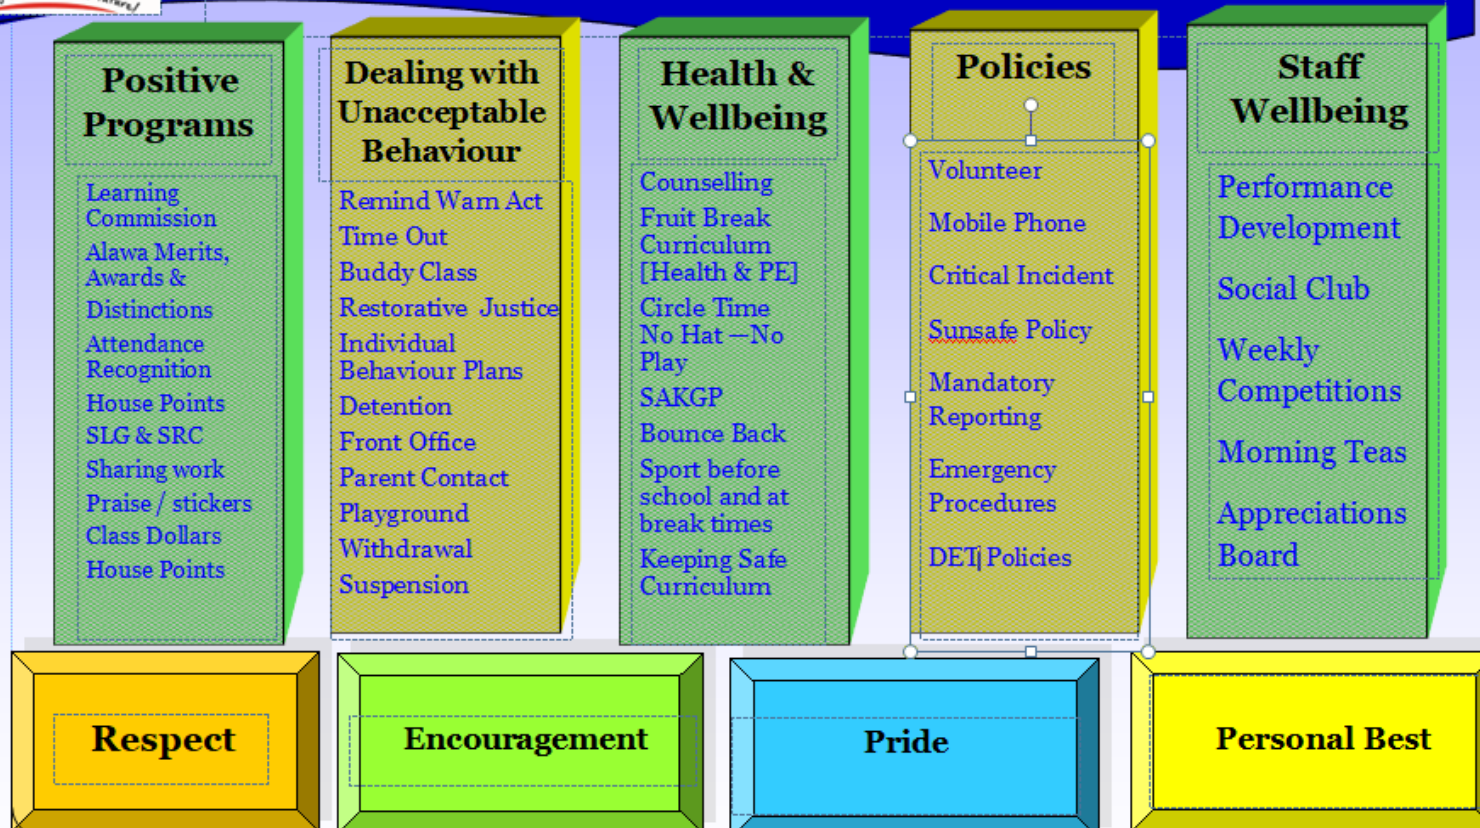 Positive
Programs
Learning
Commission
Alawa Merits,
Awards &
Distinctions
Attendance
Recognition
House Points
SLG & SRC
Sharing work
Praise / stickers
Class Dollars
House Points
Dealing with
Unacceptable
Behaviour
Remind Warn Act
Time Out
Buddy Class
Restorative Justice
Individual
Behaviour Plans
Detention
Front Office
Parent Contact
Playground
Withdrawal
Suspension
Health &
Wellbeing
Counselling
Fruit Break
Curriculum
[Health & PE]
Circle Time
No Hat —No
Play
SAKGP
Bounce Back
Sport before
school and at
break times
Keeping Safe
Curriculum
Policies
Volunteer
Mobile Phone
Critical Incident
Sunsafe Policy
Mandatory
Reporting
Emergency
Procedures
DET Policies
Staff
Wellbeing
Performance
Development
Social Club
Weekly
Competitions
Morning Teas
Appreciations
Board
Respect
Encouragement
Pride
Personal Best